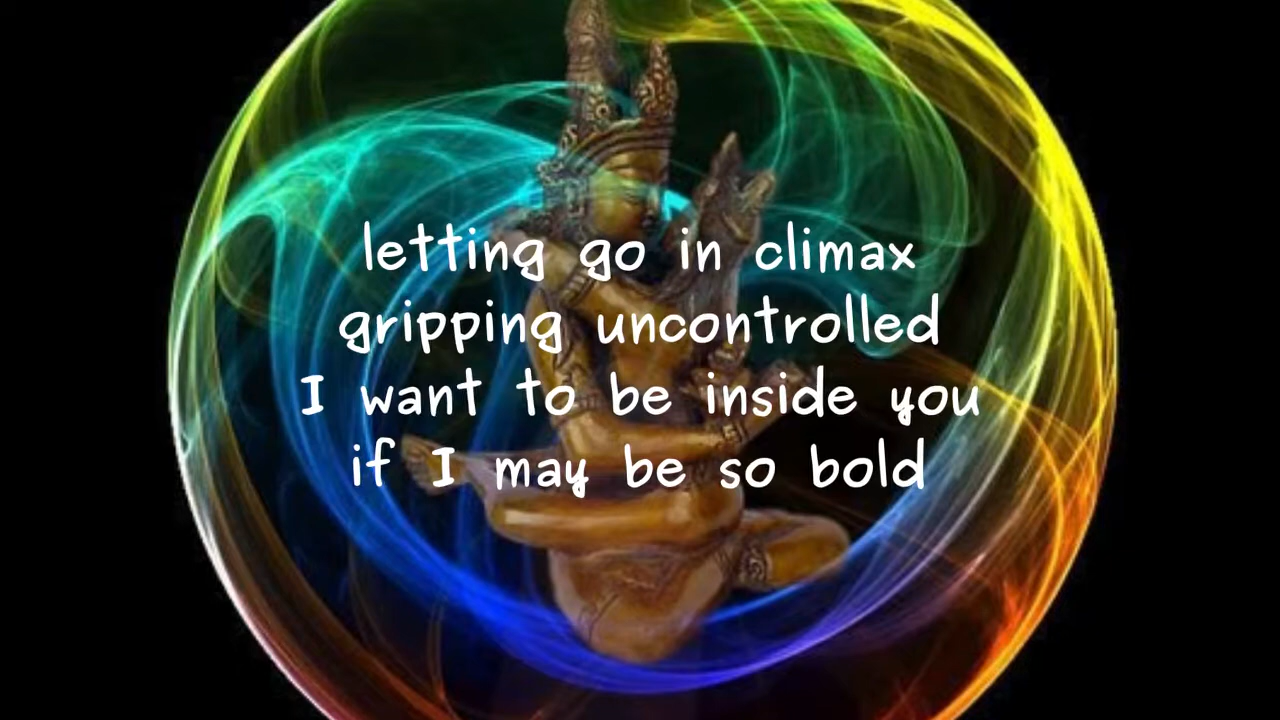 letting go in climax
gripping uncontrolled
I want to be inside you
if I may be so bold